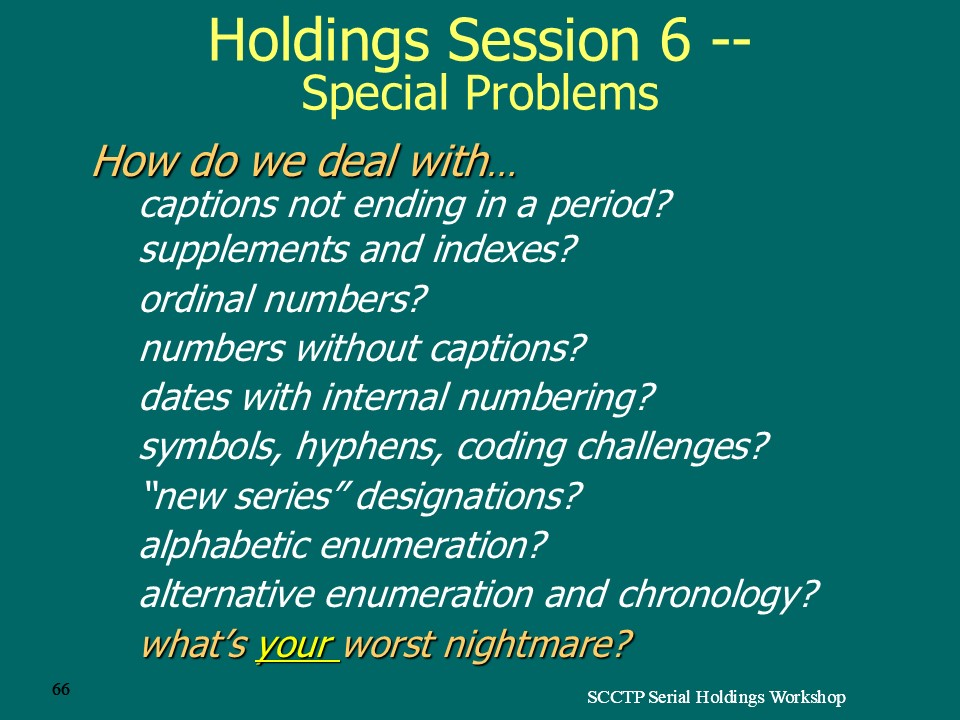 Holdings Session 6 --
Special Problems
How do we deal with…
captions not ending in a period?
supplements and indexes?
ordinal numbers?
numbers without captions?
dates with internal numbering?
symbols, hyphens, coding challenges?
“new series” designations?
alphabetic enumeration?
alternative enumeration and chronology?
what’s your worst nightmare?
66
SCCTP Serial Holdings Workshop